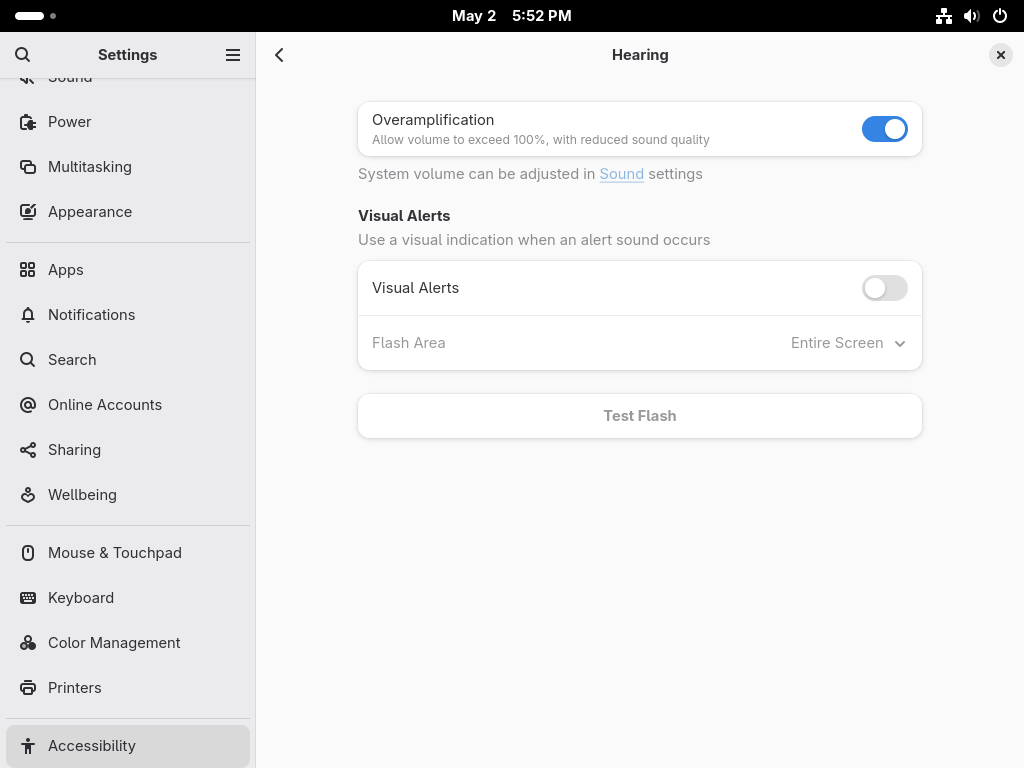 May 2 5:52 PM
Settings
Hearing
Sound
Power
Multitasking
Appearance
Apps
Notifications
Search
Online Accounts
Sharing
Wellbeing
Mouse & Touchpad
Keyboard
Color Management
Printers
Accessibility
Overamplification
Allow volume to exceed 100%, with reduced sound quality
System volume can be adjusted in Sound settings
Visual Alerts
Use a visual indication when an alert sound occurs
Visual Alerts
Flash Area
Entire Screen
Test Flash